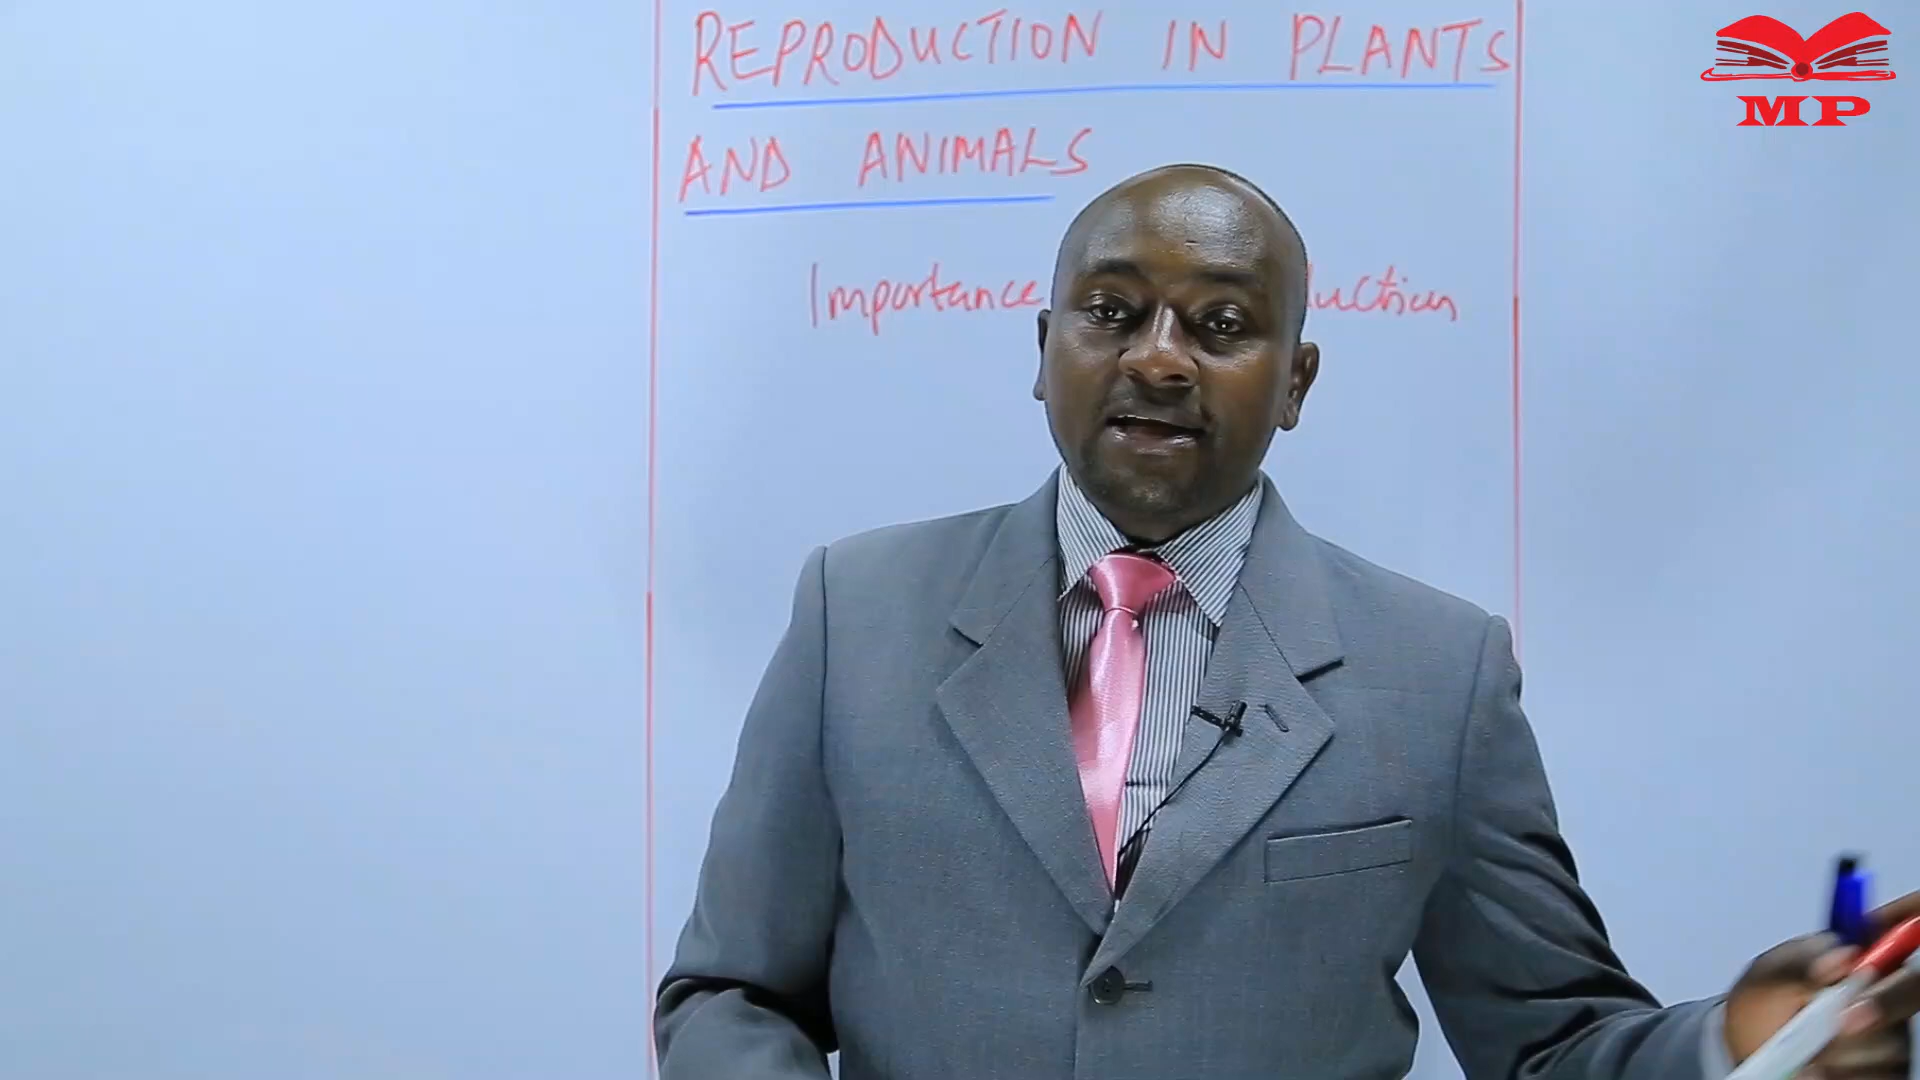 REPRODUCTION IN PLANTS
AND ANIMALS
Importance uction
MP